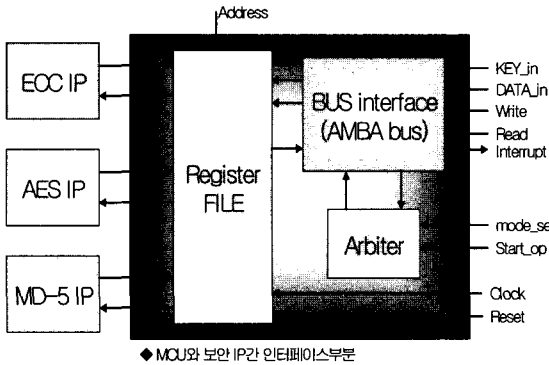 Address
ECC IP
AES IP
MD-5 IP
Register
FILE
BUS interface
(AMBA bus)
Arbiter
KEY_in
DATA_in
Write
Read
Interrupt
mode_se
Start_op
Clock
Reset
◆ MCU와 보안 IP간 인터페이스부분